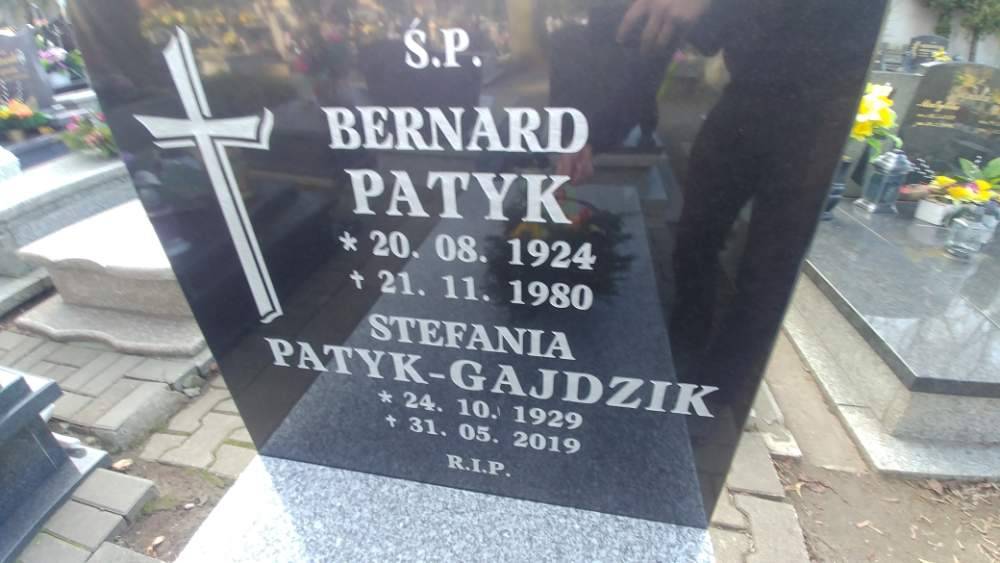 Ś.P.
BERNARD
PATYK
* 20. 08. 1924
† 21. 11. 1980
STEFANIA
PATYK-GAJDZIK
* 24. 10. 1929
† 31. 05. 2019
R.I.P.